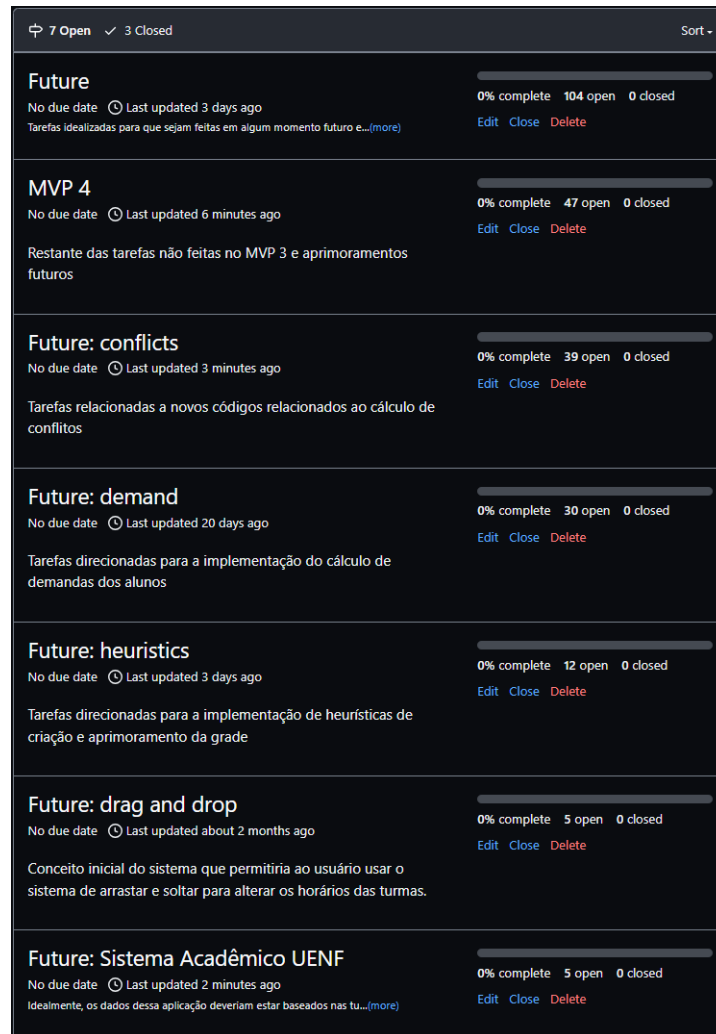 7 Open 3 Closed Sort
Future
No due date Last updated 3 days ago
Tarefas idealizadas para que sejam feitas em algum momento futuro e...(more)
0% complete 104 open 0 closed
Edit Close Delete
MVP 4
No due date Last updated 6 minutes ago
Restante das tarefas não feitas no MVP 3 e aprimoramentos
futuros
0% complete 47 open 0 closed
Edit Close Delete
Future: conflicts
No due date Last updated 3 minutes ago
Tarefas relacionadas a novos códigos relacionados ao cálculo de
conflitos
0% complete 39 open 0 closed
Edit Close Delete
Future: demand
No due date Last updated 20 days ago
Tarefas direcionadas para a implementação do cálculo de
demandas dos alunos
0% complete 30 open 0 closed
Edit Close Delete
Future: heuristics
No due date Last updated 3 days ago
Tarefas direcionadas para a implementação de heurísticas de
criação e aprimoramento da grade
0% complete 12 open 0 closed
Edit Close Delete
Future: drag and drop
No due date Last updated about 2 months ago
Conceito inicial do sistema que permitiria ao usuário usar o
sistema de arrastar e soltar para alterar os horários das turmas.
0% complete 5 open 0 closed
Edit Close Delete
Future: Sistema Acadêmico UENF
No due date Last updated 2 minutes ago
Idealmente, os dados dessa aplicação deveriam estar baseados nas tu...(more)
0% complete 5 open 0 closed
Edit Close Delete